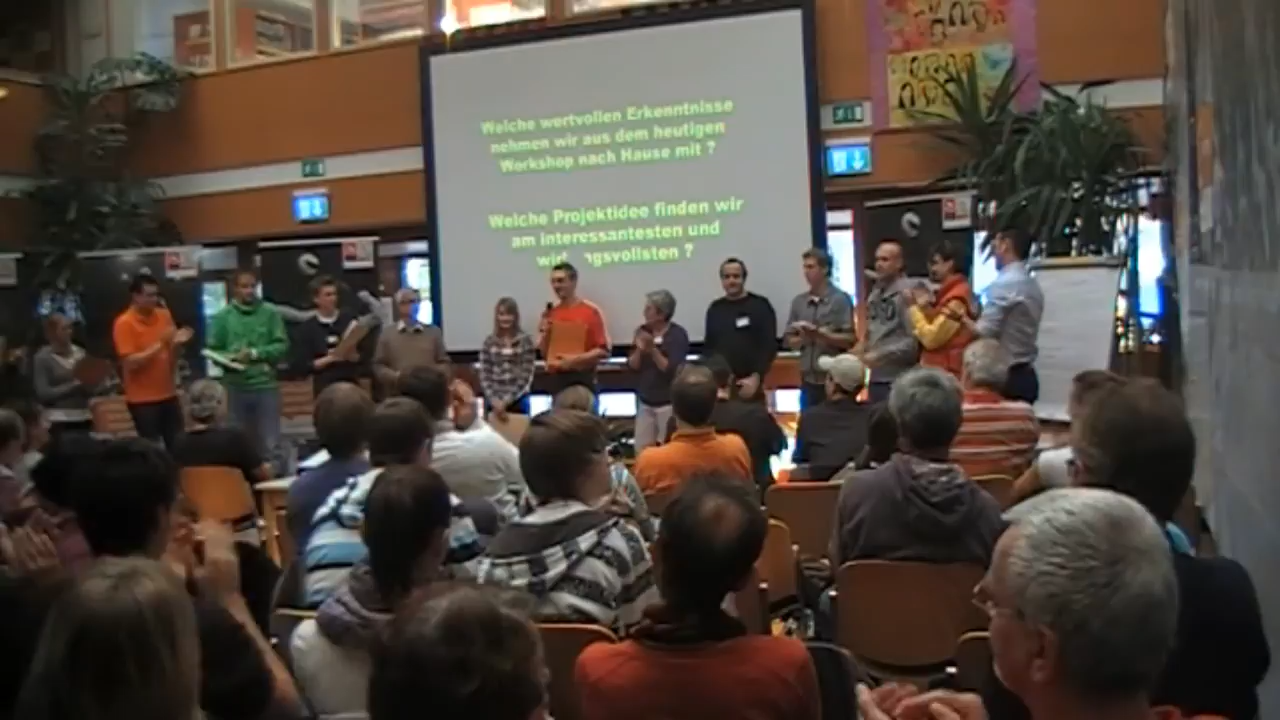 Welche wertvollen Erkenntnisse
nehmen wir aus dem heutigen
Workshop nach Hause mit ?
Welche Projektidee finden wir
am interessantesten und
wirkungsvollsten ?